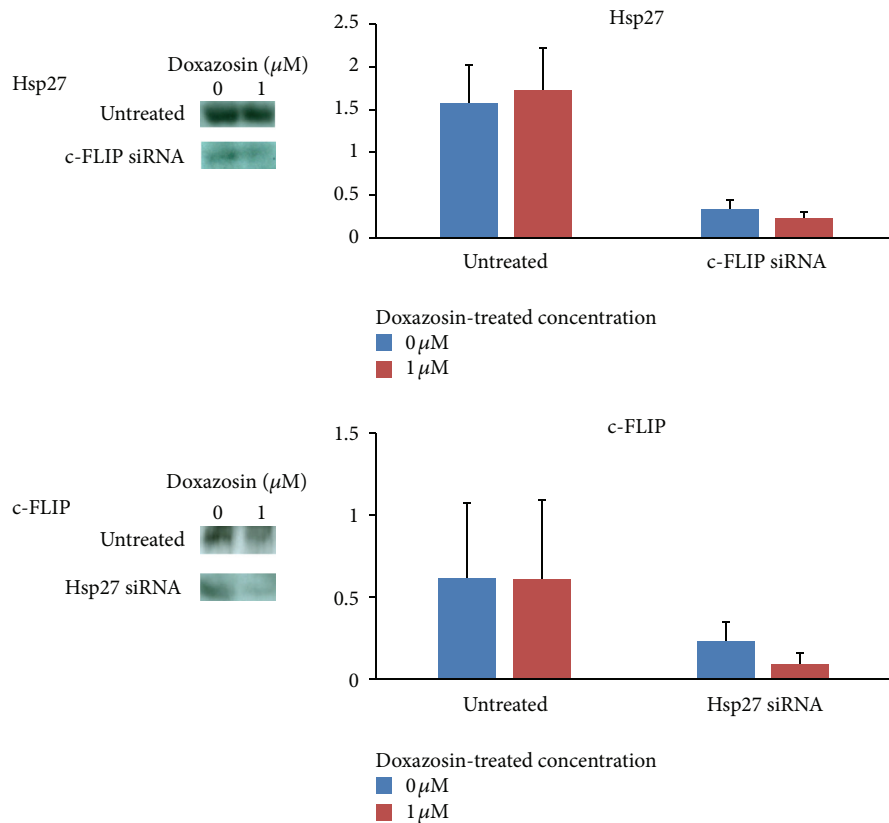 Hsp27
Doxazosin (μM)
0 1
Untreated
c-FLIP siRNA
Hsp27
2.5
2
1.5
1
0.5
0
Untreated c-FLIP siRNA
Doxazosin-treated concentration
0 μM
1 μM
c-FLIP
Doxazosin (μM)
0 1
Untreated
Hsp27 siRNA
c-FLIP
1.5
1
0.5
0
Untreated Hsp27 siRNA
Doxazosin-treated concentration
0 μM
1 μM